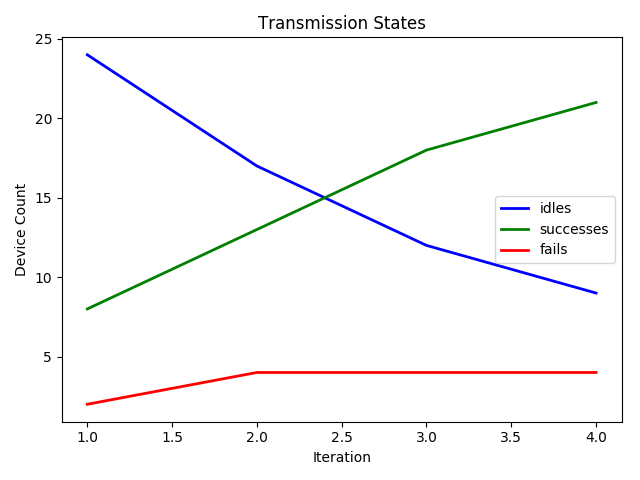 Transmission States
25
20
15
10
5
Device Count
idles
successes
fails
1.0 1.5 2.0 2.5 3.0 3.5 4.0
Iteration